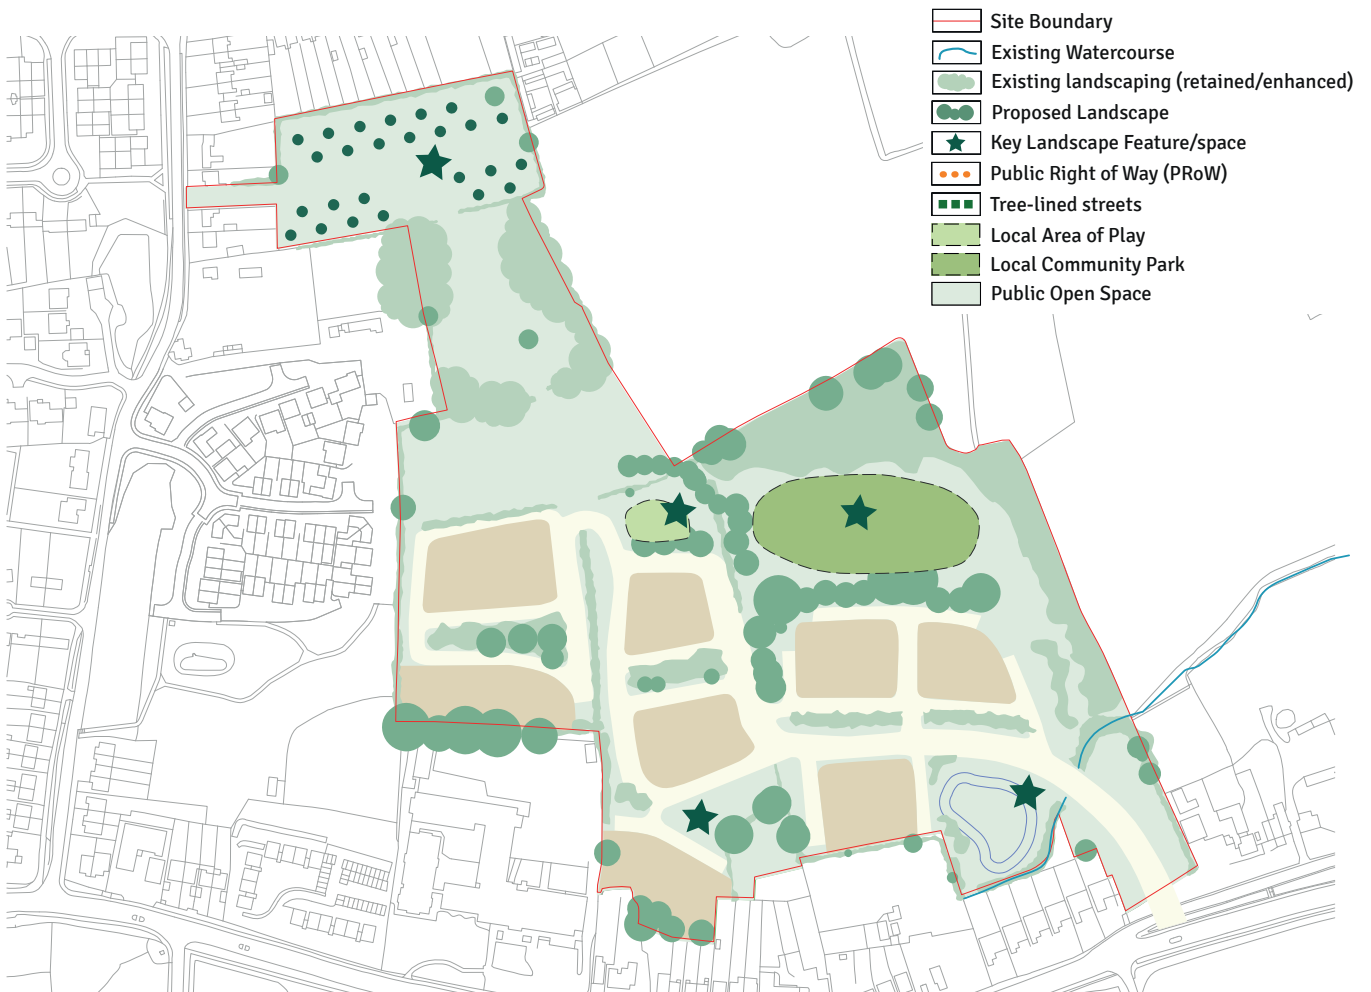 Site Boundary
Existing Watercourse
Existing landscaping (retained/enhanced)
Proposed Landscape
Key Landscape Feature/space
Public Right of Way (PRoW)
Tree-lined streets
Local Area of Play
Local Community Park
Public Open Space